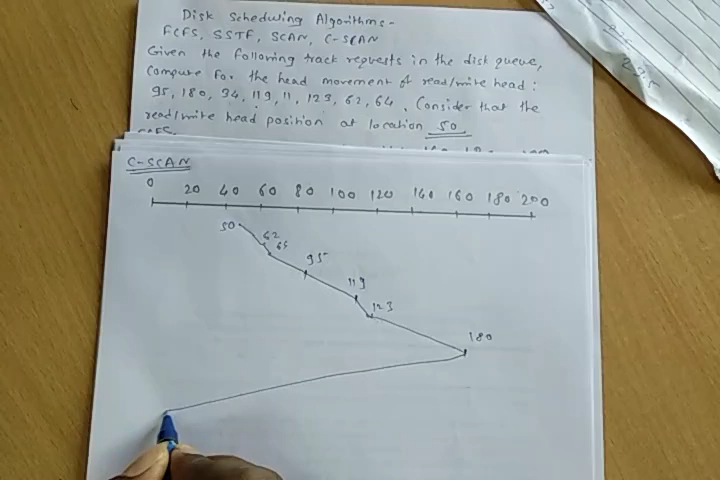 Disk Scheduling Algorithms-
FCFS, SSTF, SCAN, C-SCAN
Given the following track requests in the disk queue,
Compute for the head movement of read/write head:
95, 180, 34, 119, 11, 123, 62, 64. Consider that the
read/write head position at location 50.
C-SCAN
0 20 40 60 80 100 120 140 160 180 200
50
62
64
95
119
123
180